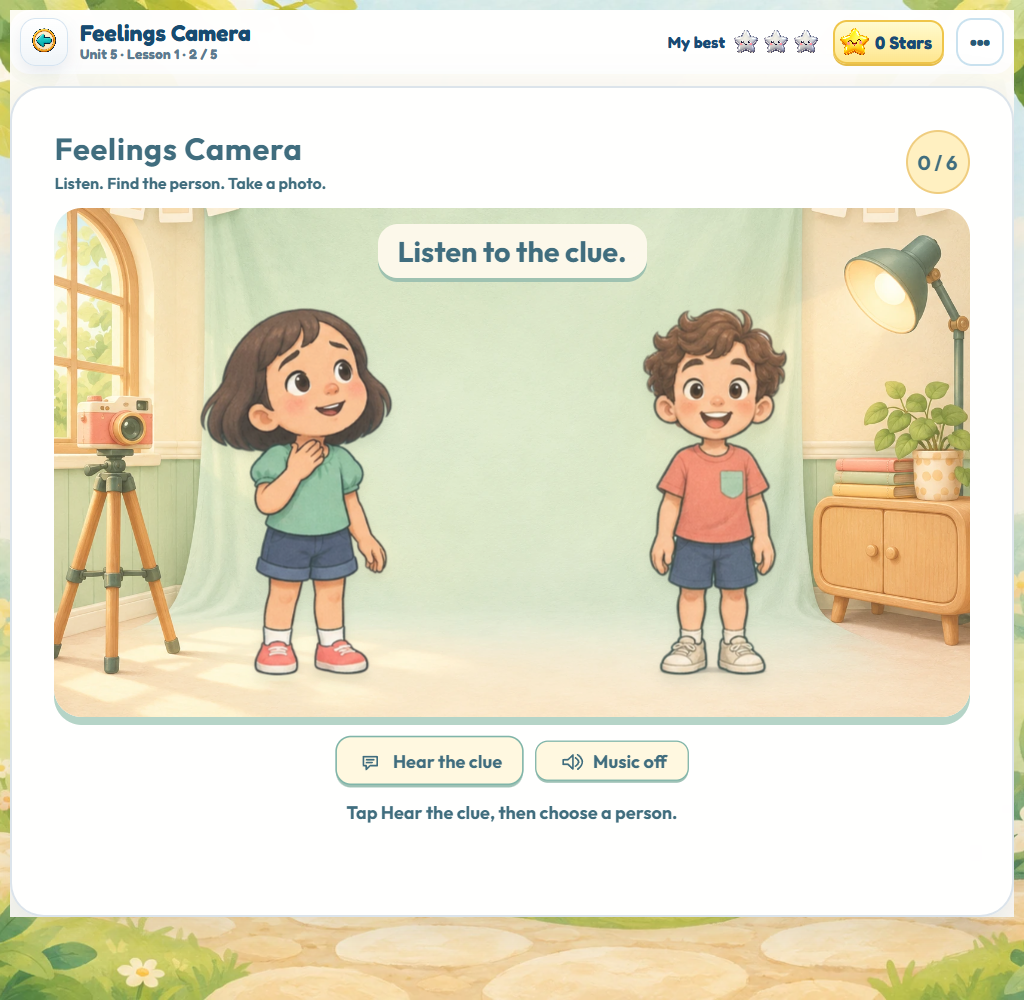 Feelings Camera
Unit 5 · Lesson 1 · 2 / 5
My best
0 Stars
Feelings Camera
Listen. Find the person. Take a photo.
0 / 6
Listen to the clue.
Hear the clue
Music off
Tap Hear the clue, then choose a person.